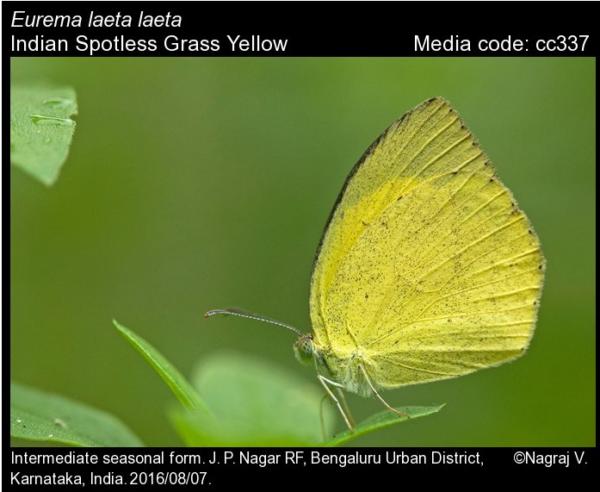 Eurema laeta laeta
Indian Spotless Grass Yellow Media code: cc337
Intermediate seasonal form. J. P. Nagar RF, Bengaluru Urban District, ©Nagraj V.
Karnataka, India. 2016/08/07.